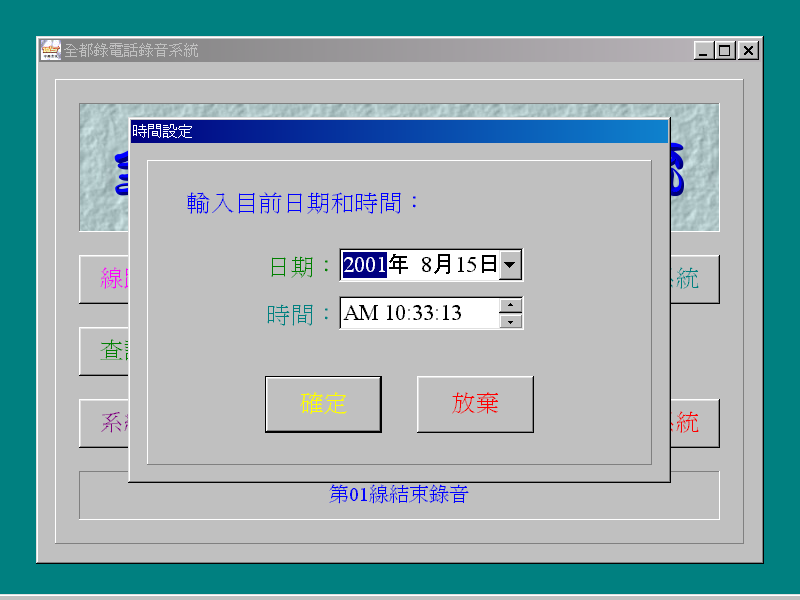 全都錄電話錄音系統
時間設定
輸入目前日期和時間：
日期：2001年 8月15日
時間：AM 10:33:13
線
統
查
確定 放棄
系
統
第01線結束錄音